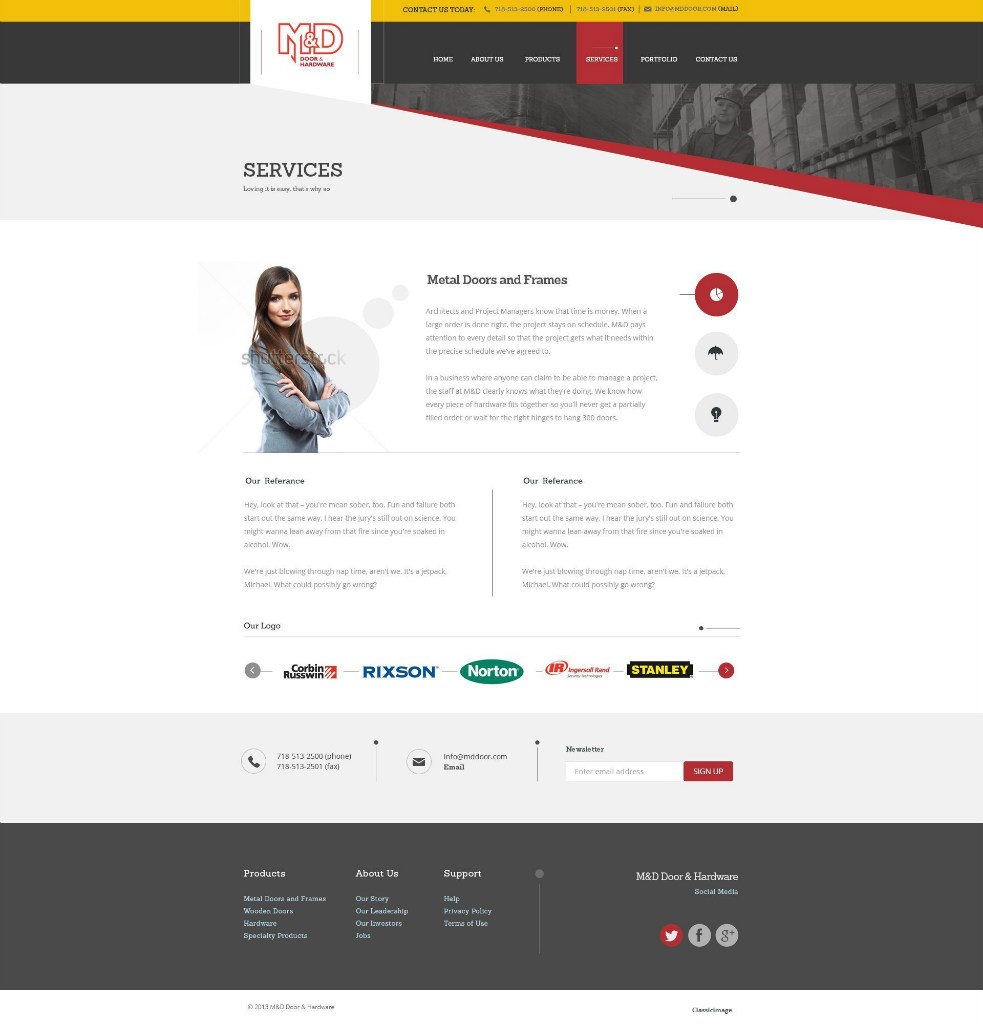 CONTACT US TODAY: 718-513-2500 (PHONE) 718-513-2501 (FAX) INFO@MDDOOR.COM (MAIL)
M&D
DOOR &
HARDWARE
HOME ABOUT US PRODUCTS SERVICES PORTFOLIO CONTACT US
SERVICES
Loving it is easy, that's why so
shutterstock
Metal Doors and Frames
Architects and Project Managers know that time is money. When a
large order is done right, the project stays on schedule. M&D pays
attention to every detail so that the project gets what it needs within
the precise schedule we've agreed to.
In a business where anyone can claim to be able to manage a project,
the staff at M&D clearly knows what they're doing. We know how
every piece of hardware fits together so you'll never get a partially
filled order or wait for the right hinges to hang 300 doors.
Our Referance
Hey, look at that – you're mean sober, too. Fun and failure both
start out the same way. I hear the jury's still out on science. You
might wanna lean away from that fire since you're soaked in
alcohol. Wow.
We're just blowing through nap time, aren't we. It's a jetpack,
Michael. What could possibly go wrong?
Our Referance
Hey, look at that – you're mean sober, too. Fun and failure both
start out the same way. I hear the jury's still out on science. You
might wanna lean away from that fire since you're soaked in
alcohol. Wow.
We're just blowing through nap time, aren't we. It's a jetpack,
Michael. What could possibly go wrong?
Our Logo
Corbin
Russwin
RIXSON®
Norton®
IR Ingersoll Rand
Security Technologies
STANLEY
718-513-2500 (phone)
718-513-2501 (fax)
info@mddoor.com
Email
Newsletter
Enter email address SIGN UP
Products
Metal Doors and Frames
Wooden Doors
Hardware
Specialty Products
About Us
Our Story
Our Leadership
Our Investors
Jobs
Support
Help
Privacy Policy
Terms of Use
M&D Door & Hardware
Social Media
© 2013 M&D Door & Hardware
Classicimage